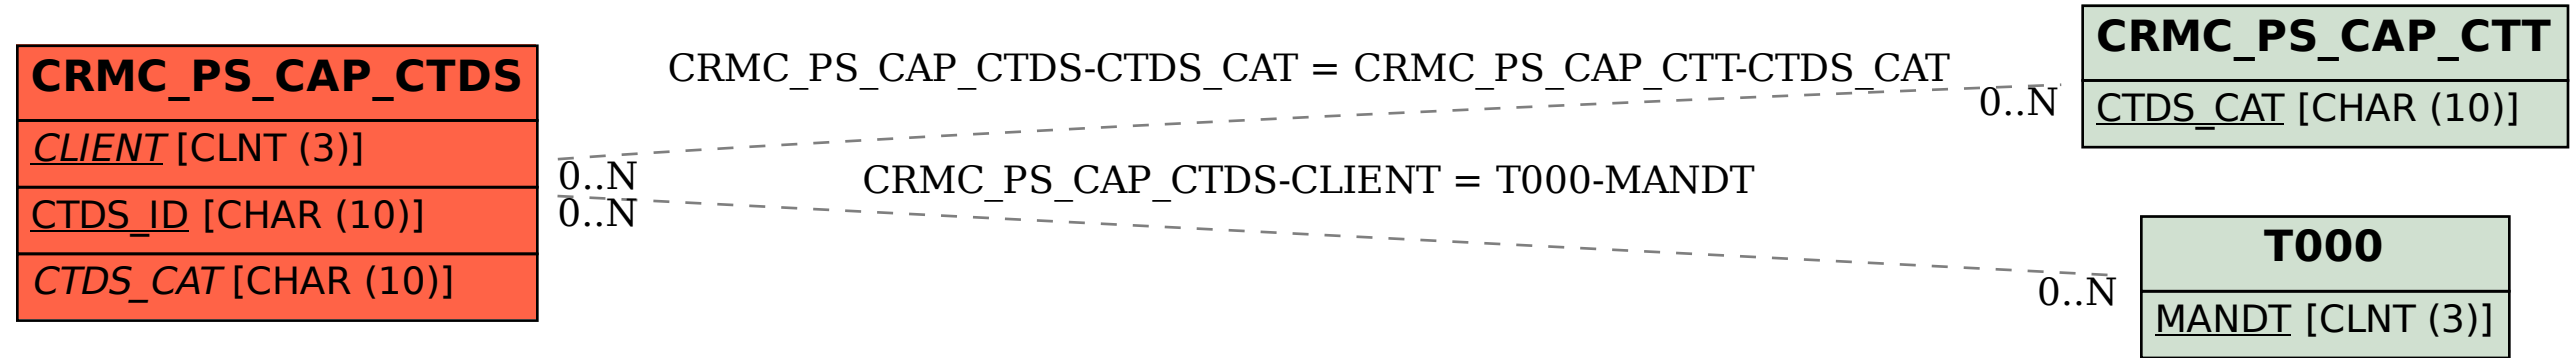 CRMC_PS_CAP_CTDS
CLIENT [CLNT (3)]
CTDS_ID [CHAR (10)]
CTDS_CAT [CHAR (10)]
CRMC_PS_CAP_CTDS-CTDS_CAT = CRMC_PS_CAP_CTT-CTDS_CAT
0..N
0..N
CRMC_PS_CAP_CTDS-CLIENT = T000-MANDT
0..N
0..N
CRMC_PS_CAP_CTT
CTDS_CAT [CHAR (10)]
T000
MANDT [CLNT (3)]